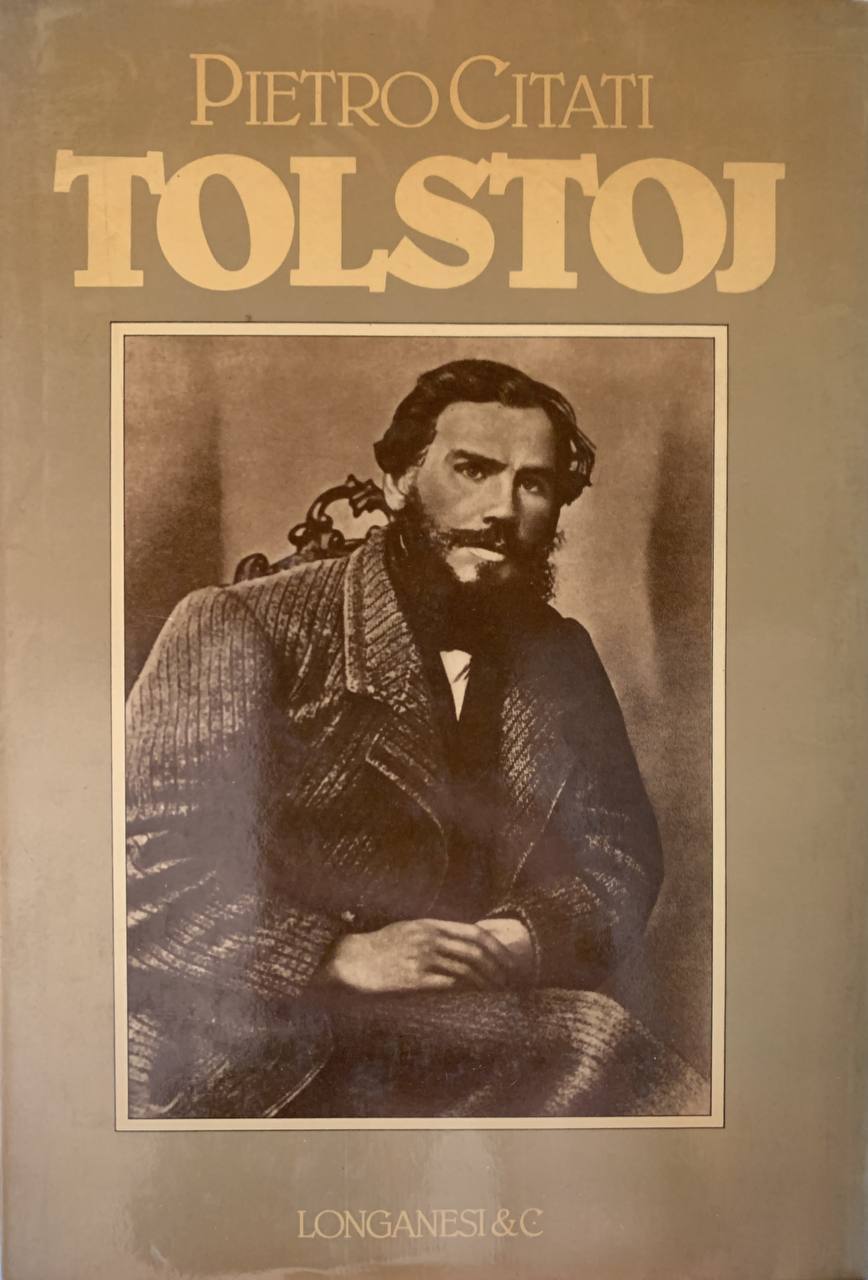 PIETRO CITATI
TOLSTOJ
LONGANESI & C